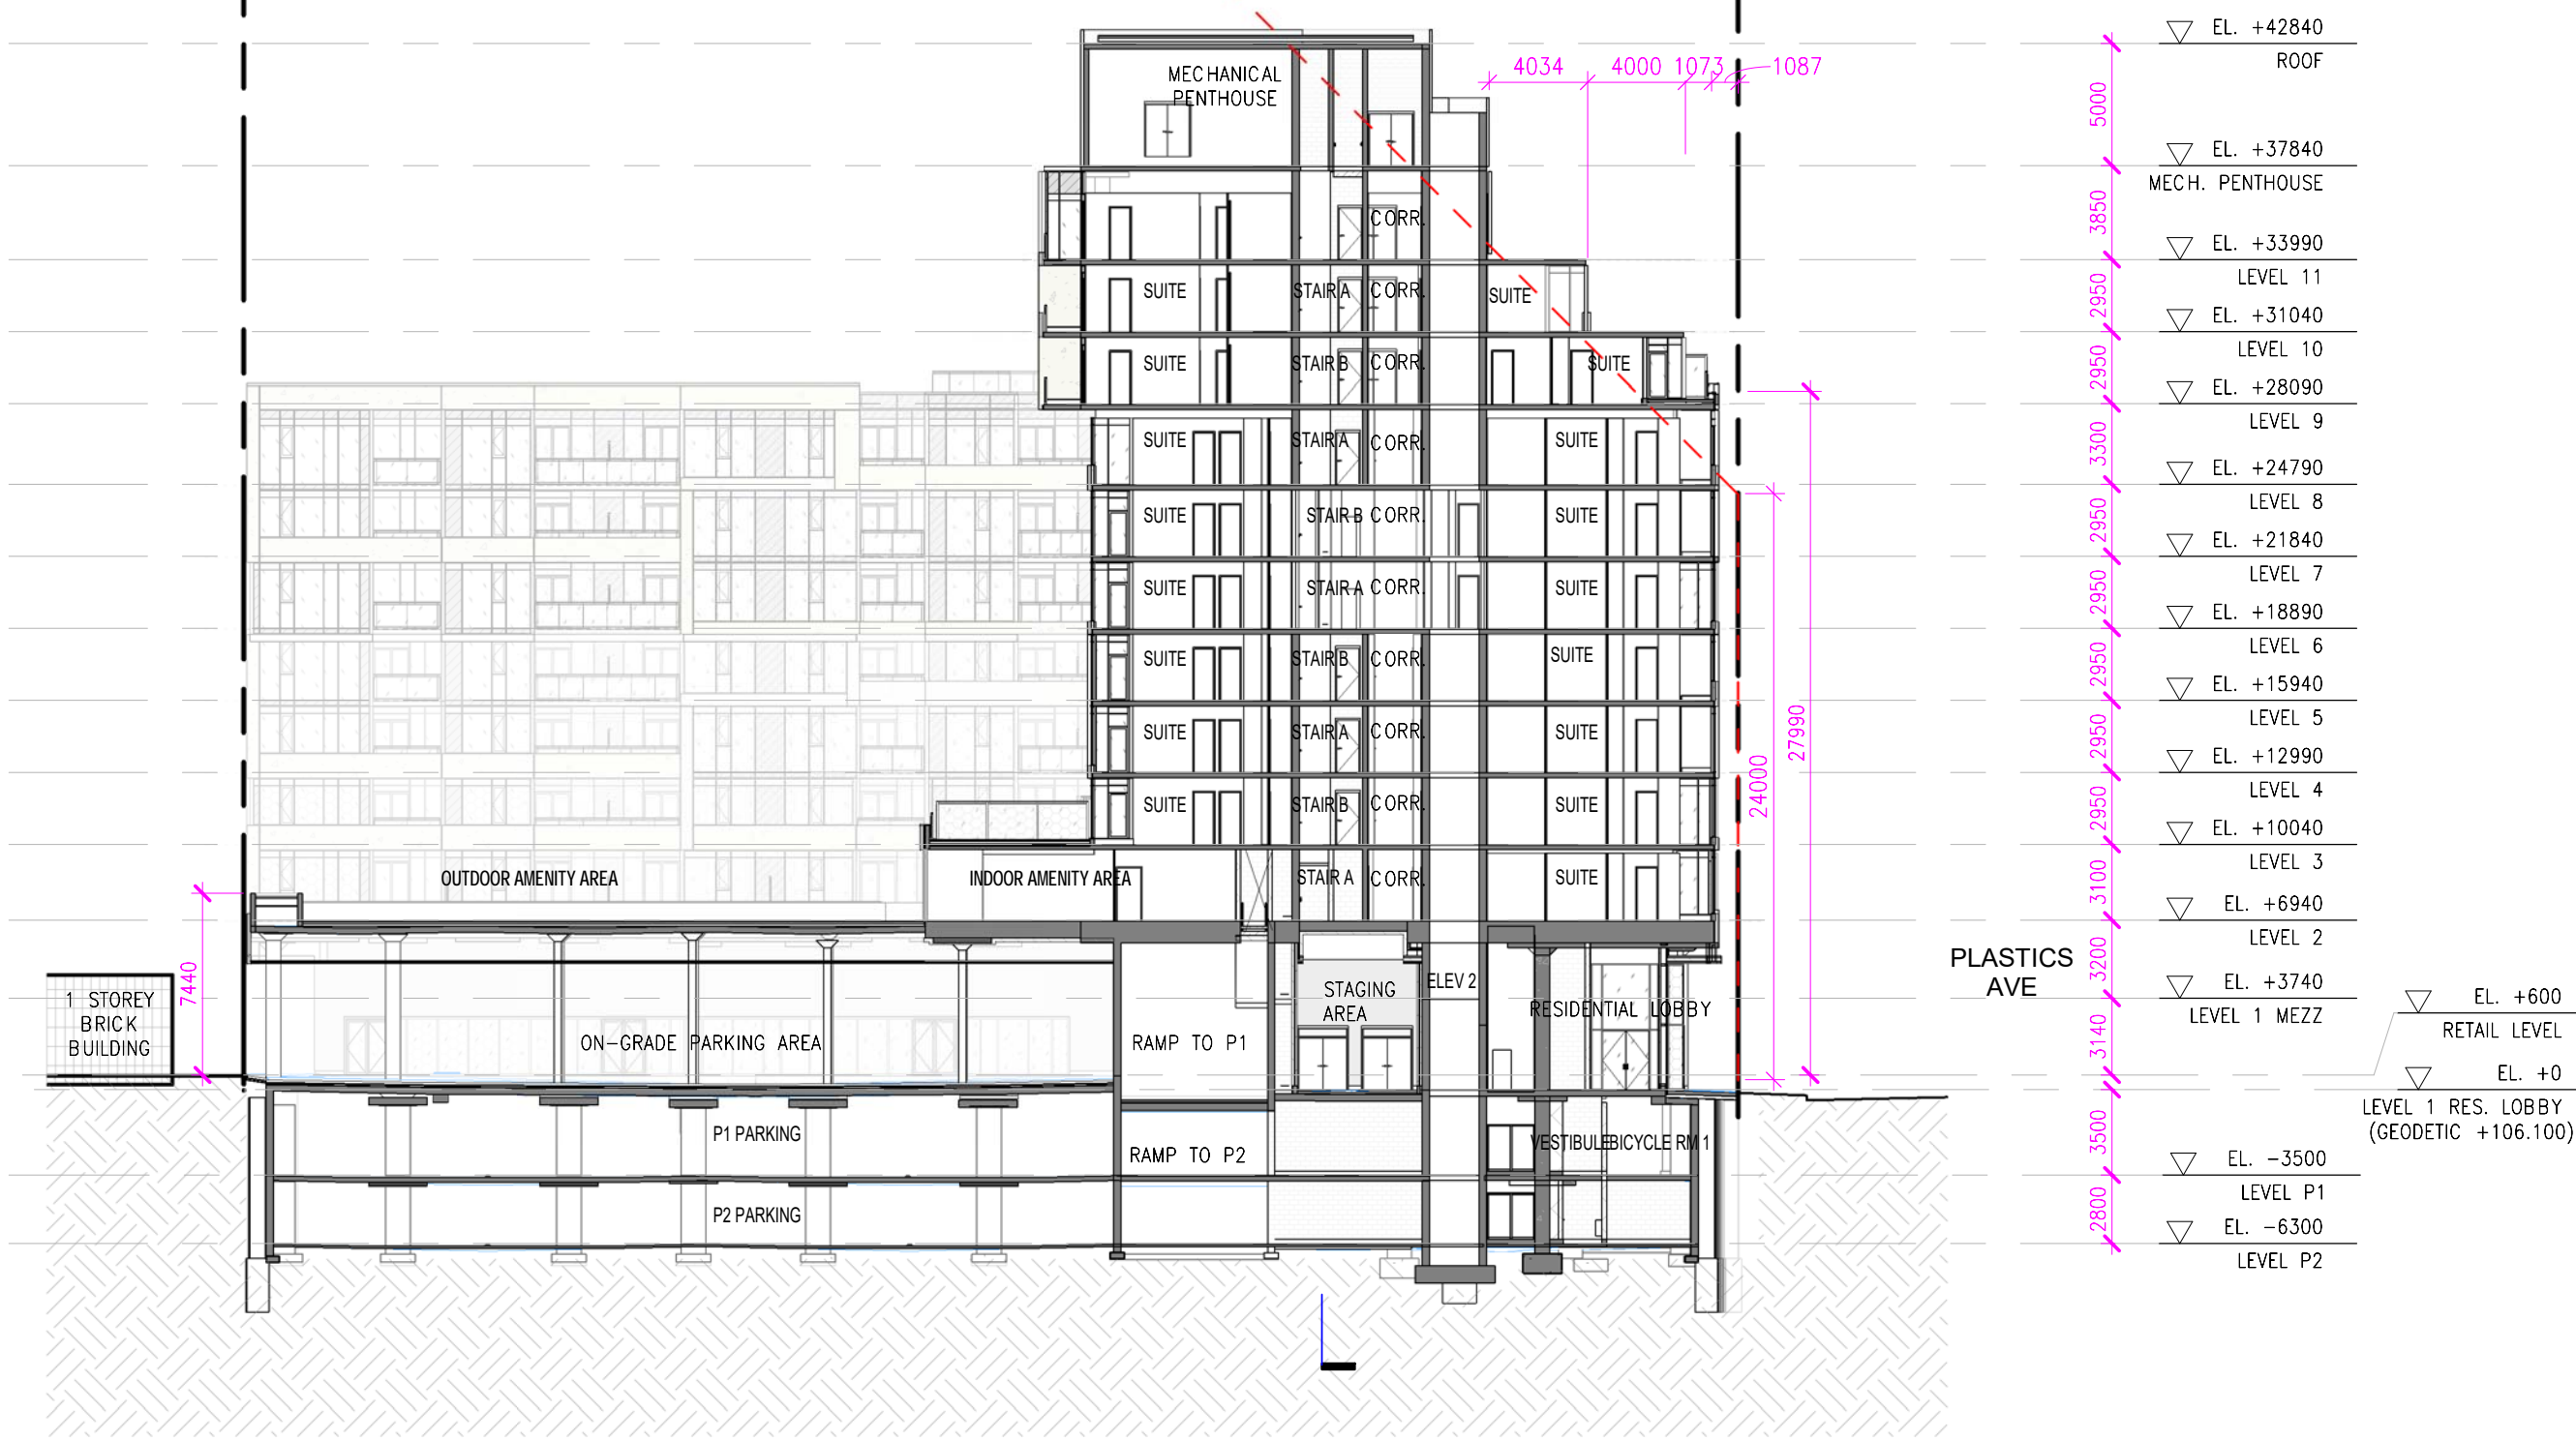 EL. +42840
ROOF
4034 4000 1073 1087
MECHANICAL
PENTHOUSE
5000
EL. +37840
MECH. PENTHOUSE
CORR.
3850
EL. +33990
LEVEL 11
SUITE STAIR A CORR. SUITE
2950
EL. +31040
LEVEL 10
SUITE STAIR B CORR. SUITE
2950
EL. +28090
LEVEL 9
SUITE STAIR A CORR. SUITE
3300
EL. +24790
LEVEL 8
SUITE STAIR B CORR. SUITE
2950
EL. +21840
LEVEL 7
SUITE STAIR A CORR. SUITE
2950
EL. +18890
LEVEL 6
SUITE STAIR B CORR. SUITE
2950
EL. +15940
LEVEL 5
SUITE STAIR A CORR. SUITE
27990
2950
EL. +12990
LEVEL 4
24000
SUITE STAIR B CORR. SUITE
2950
EL. +10040
LEVEL 3
OUTDOOR AMENITY AREA INDOOR AMENITY AREA STAIR A CORR. SUITE
3100
EL. +6940
LEVEL 2
7440
3200
PLASTICS
AVE
EL. +3740
LEVEL 1 MEZZ
1 STOREY
BRICK
BUILDING
STAGING
AREA
ELEV 2
RESIDENTIAL LOBBY
EL. +600
RETAIL LEVEL
ON-GRADE PARKING AREA
RAMP TO P1
3140
EL. +0
LEVEL 1 RES. LOBBY
(GEODETIC +106.100)
P1 PARKING
RAMP TO P2
VESTIBULE BICYCLE RM 1
3500
EL. -3500
LEVEL P1
P2 PARKING
2800
EL. -6300
LEVEL P2